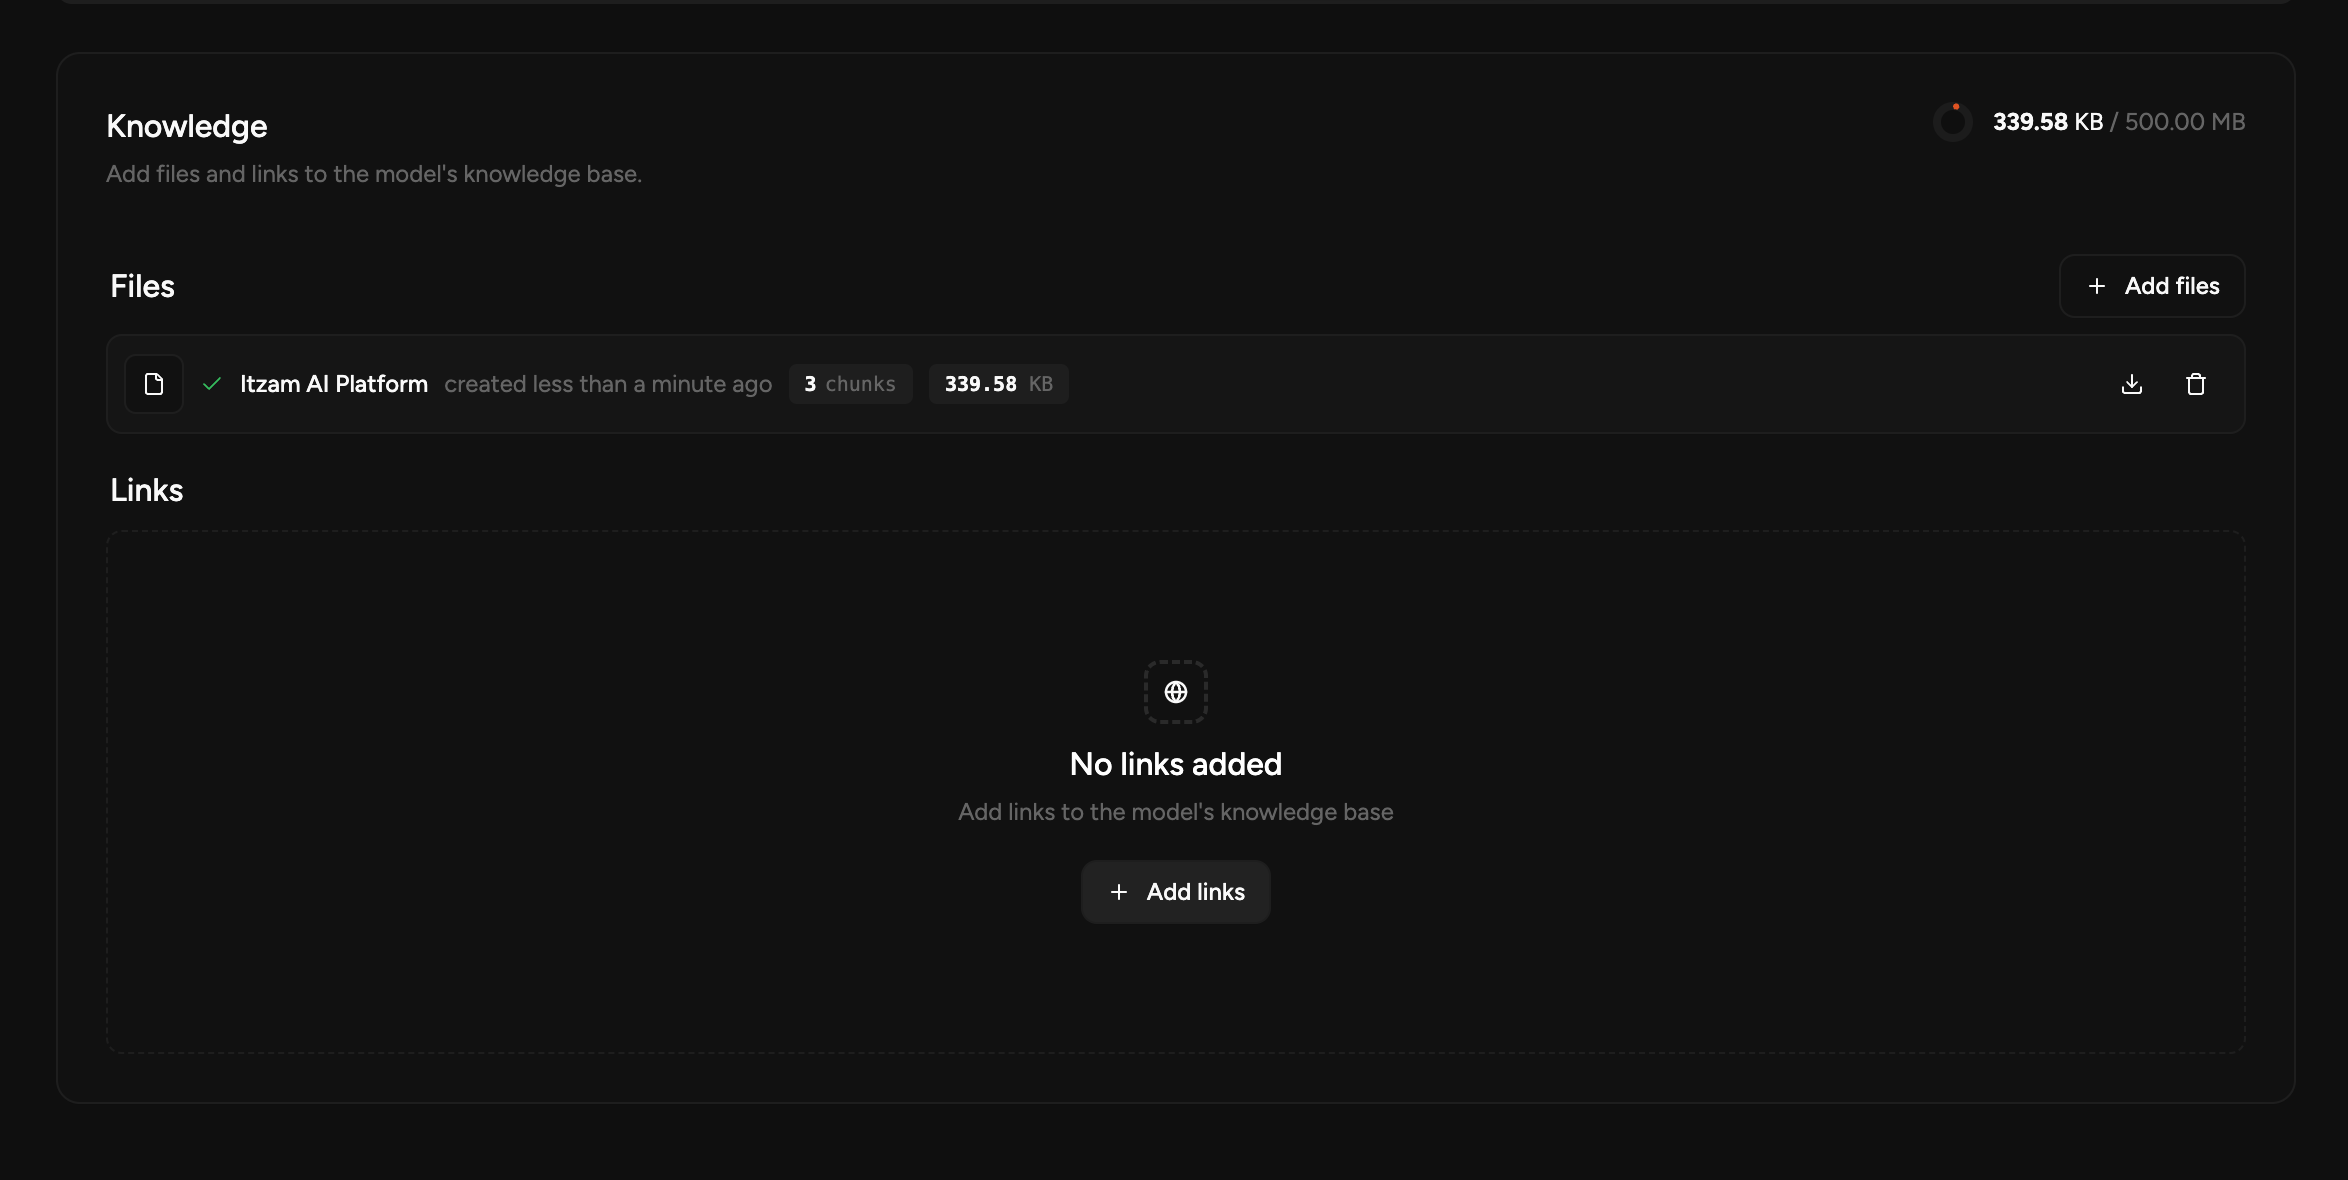 Knowledge
339.58 KB / 500.00 MB
Add files and links to the model's knowledge base.
Files
Add files
Itzam AI Platform created less than a minute ago 3 chunks 339.58 KB
Links
No links added
Add links to the model's knowledge base
Add links